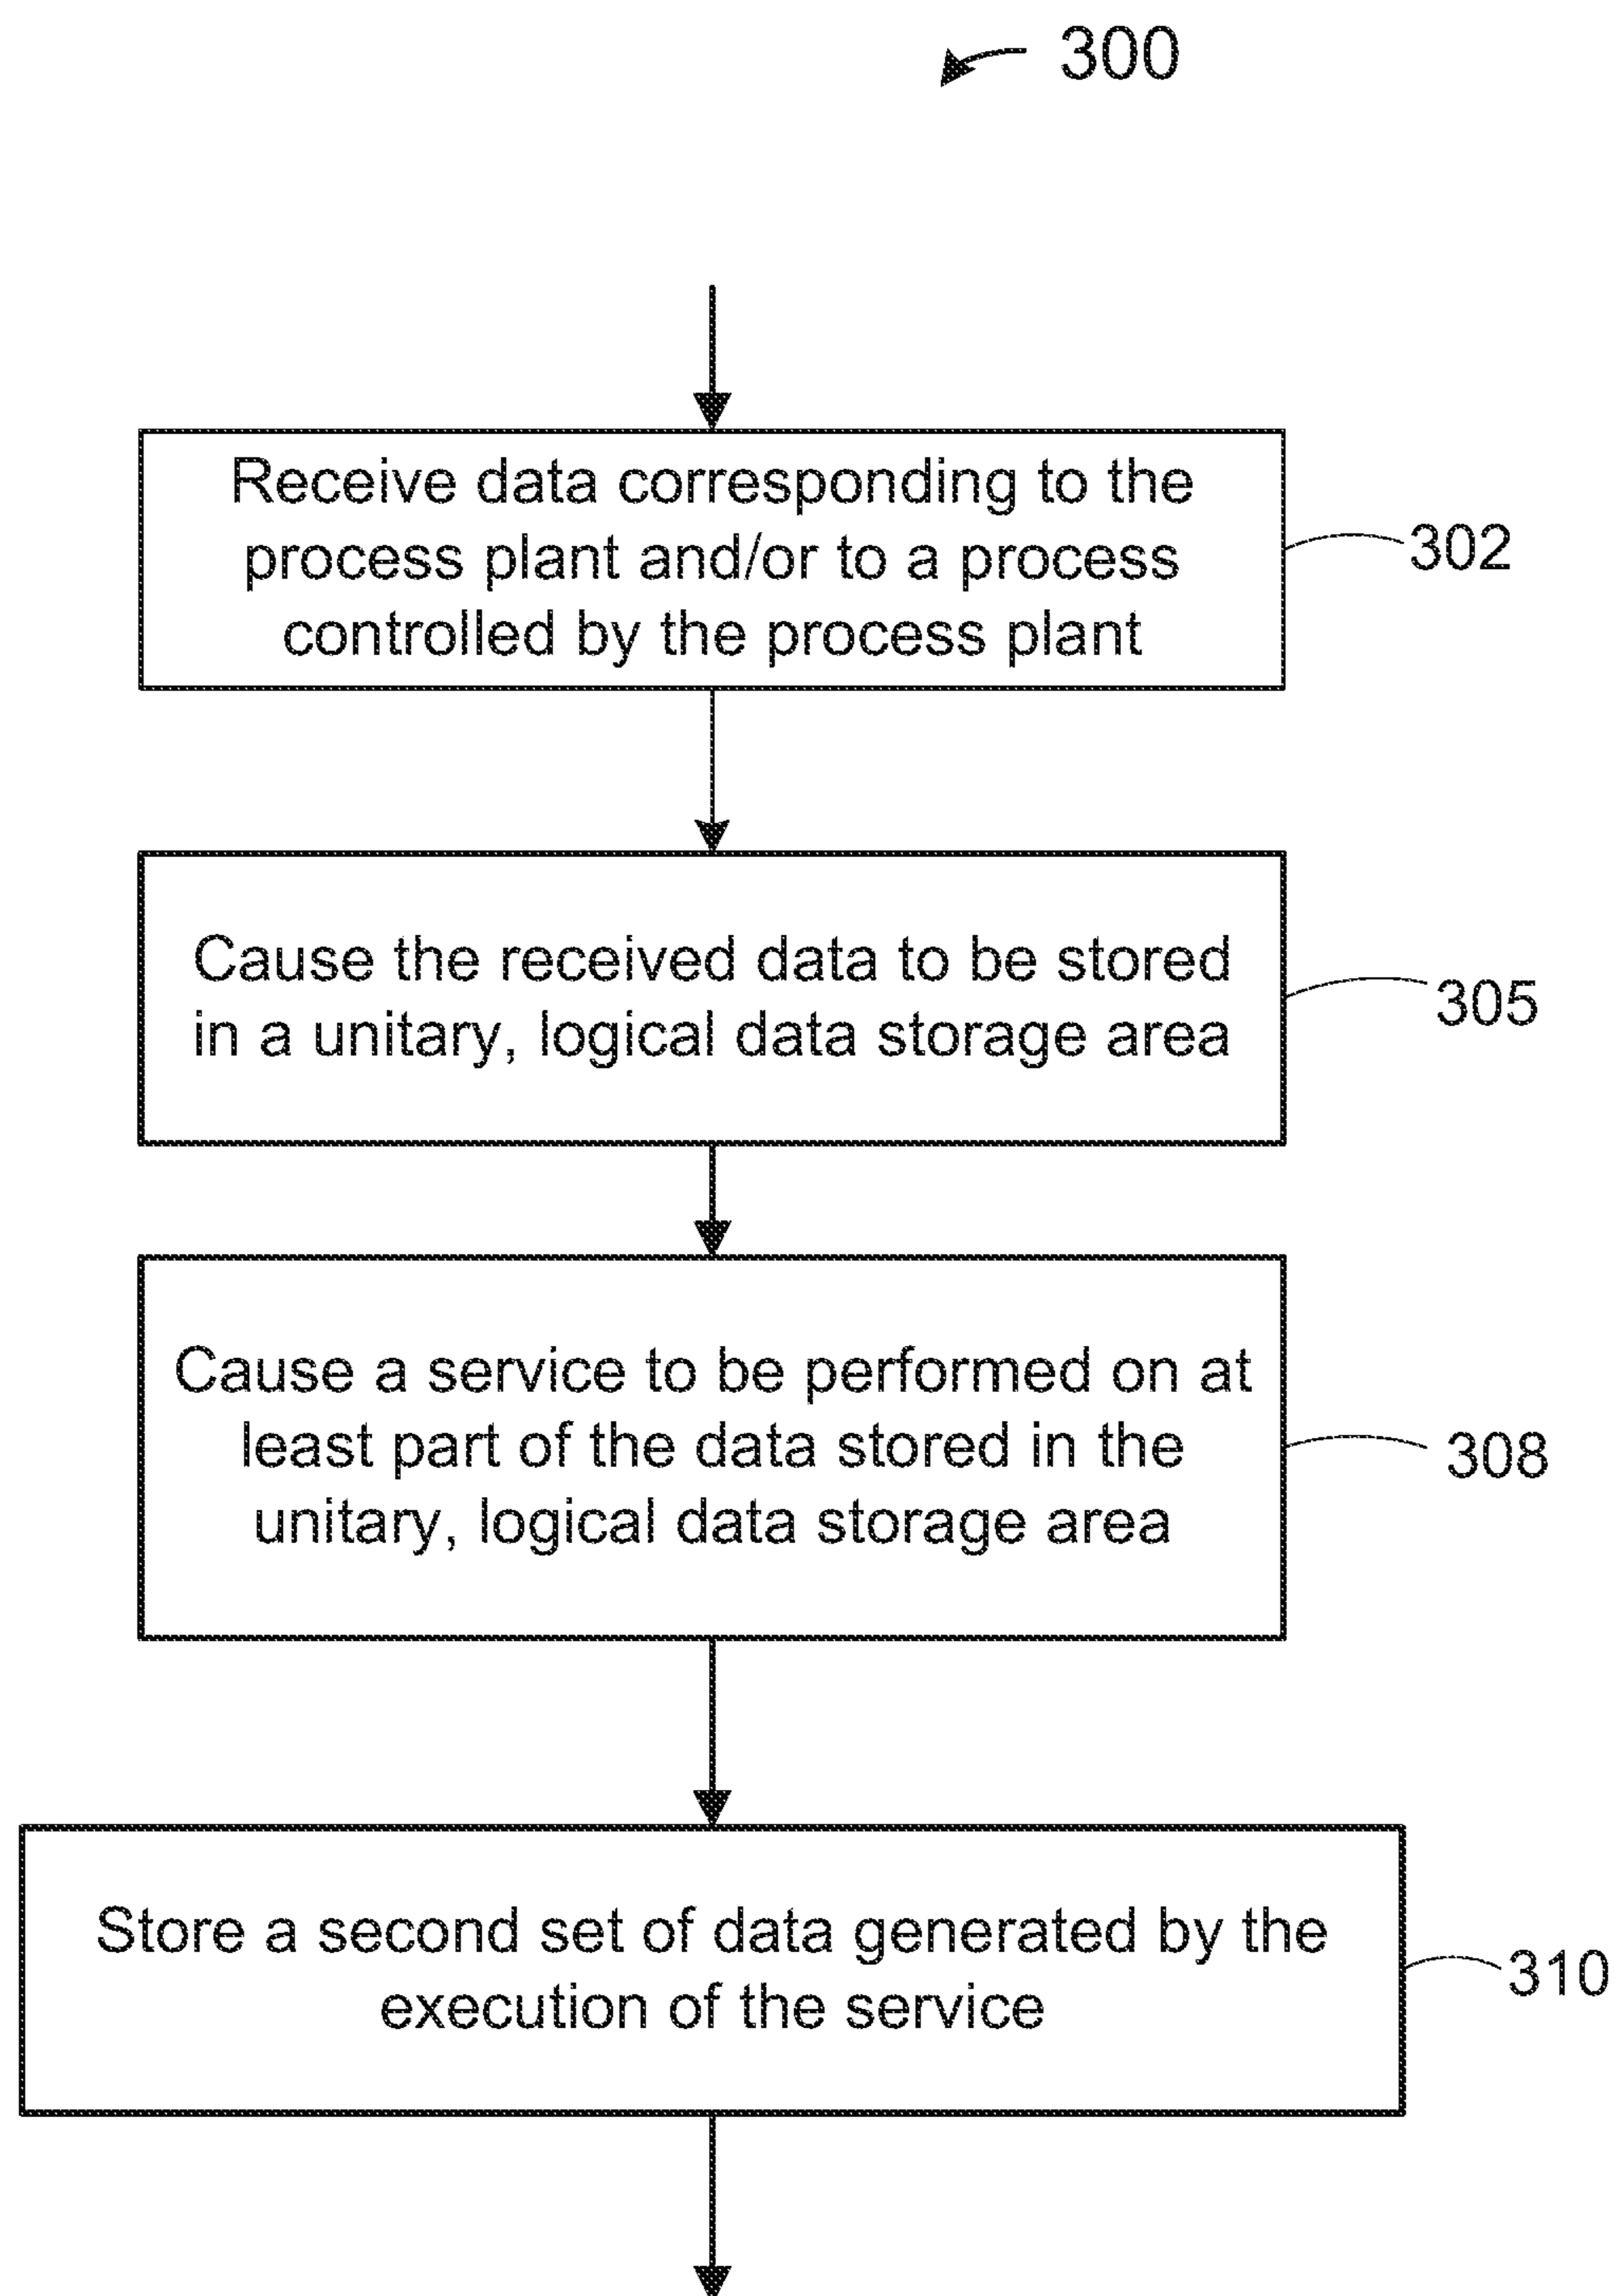 300
Receive data corresponding to the
process plant and/or to a process
controlled by the process plant
302
Cause the received data to be stored
in a unitary, logical data storage area
305
Cause a service to be performed on at
least part of the data stored in the
unitary, logical data storage area
308
Store a second set of data generated by the
execution of the service
310